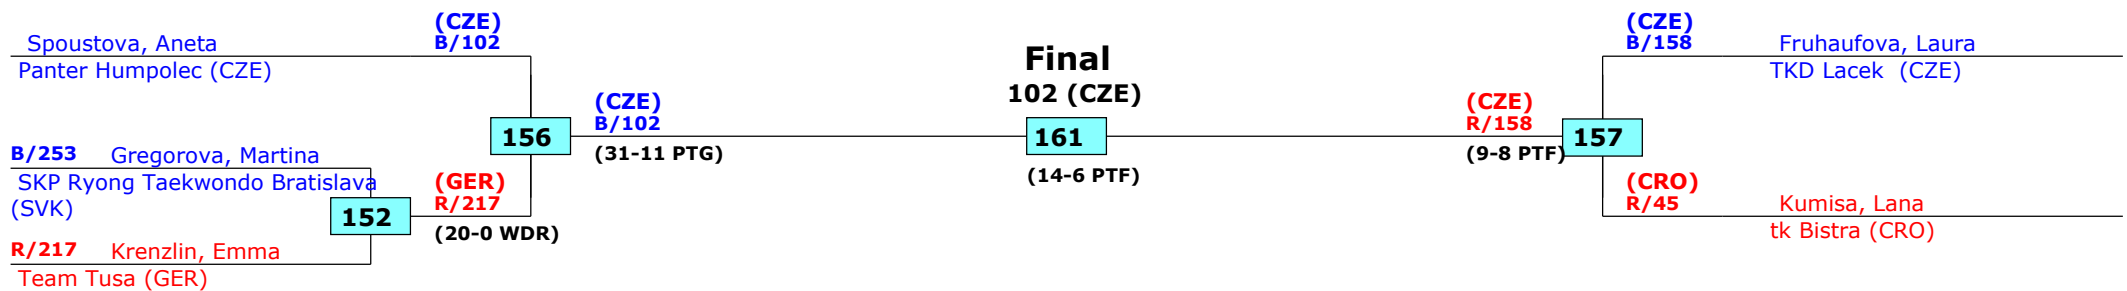 (CZE)
B/102
Spoustova, Aneta
Panter Humpolec (CZE)
156
(CZE)
B/102
(31-11 PTG)
B/253 Gregorova, Martina
SKP Ryong Taekwondo Bratislava
(SVK)
152
(GER)
R/217
(20-0 WDR)
R/217 Krenzlin, Emma
Team Tusa (GER)
Final
102 (CZE)
161
(14-6 PTF)
(CZE)
R/158
(9-8 PTF)
157
(CZE)
B/158
Fruhaufova, Laura
TKD Lacek (CZE)
(CRO)
R/45
Kumisa, Lana
tk Bistra (CRO)